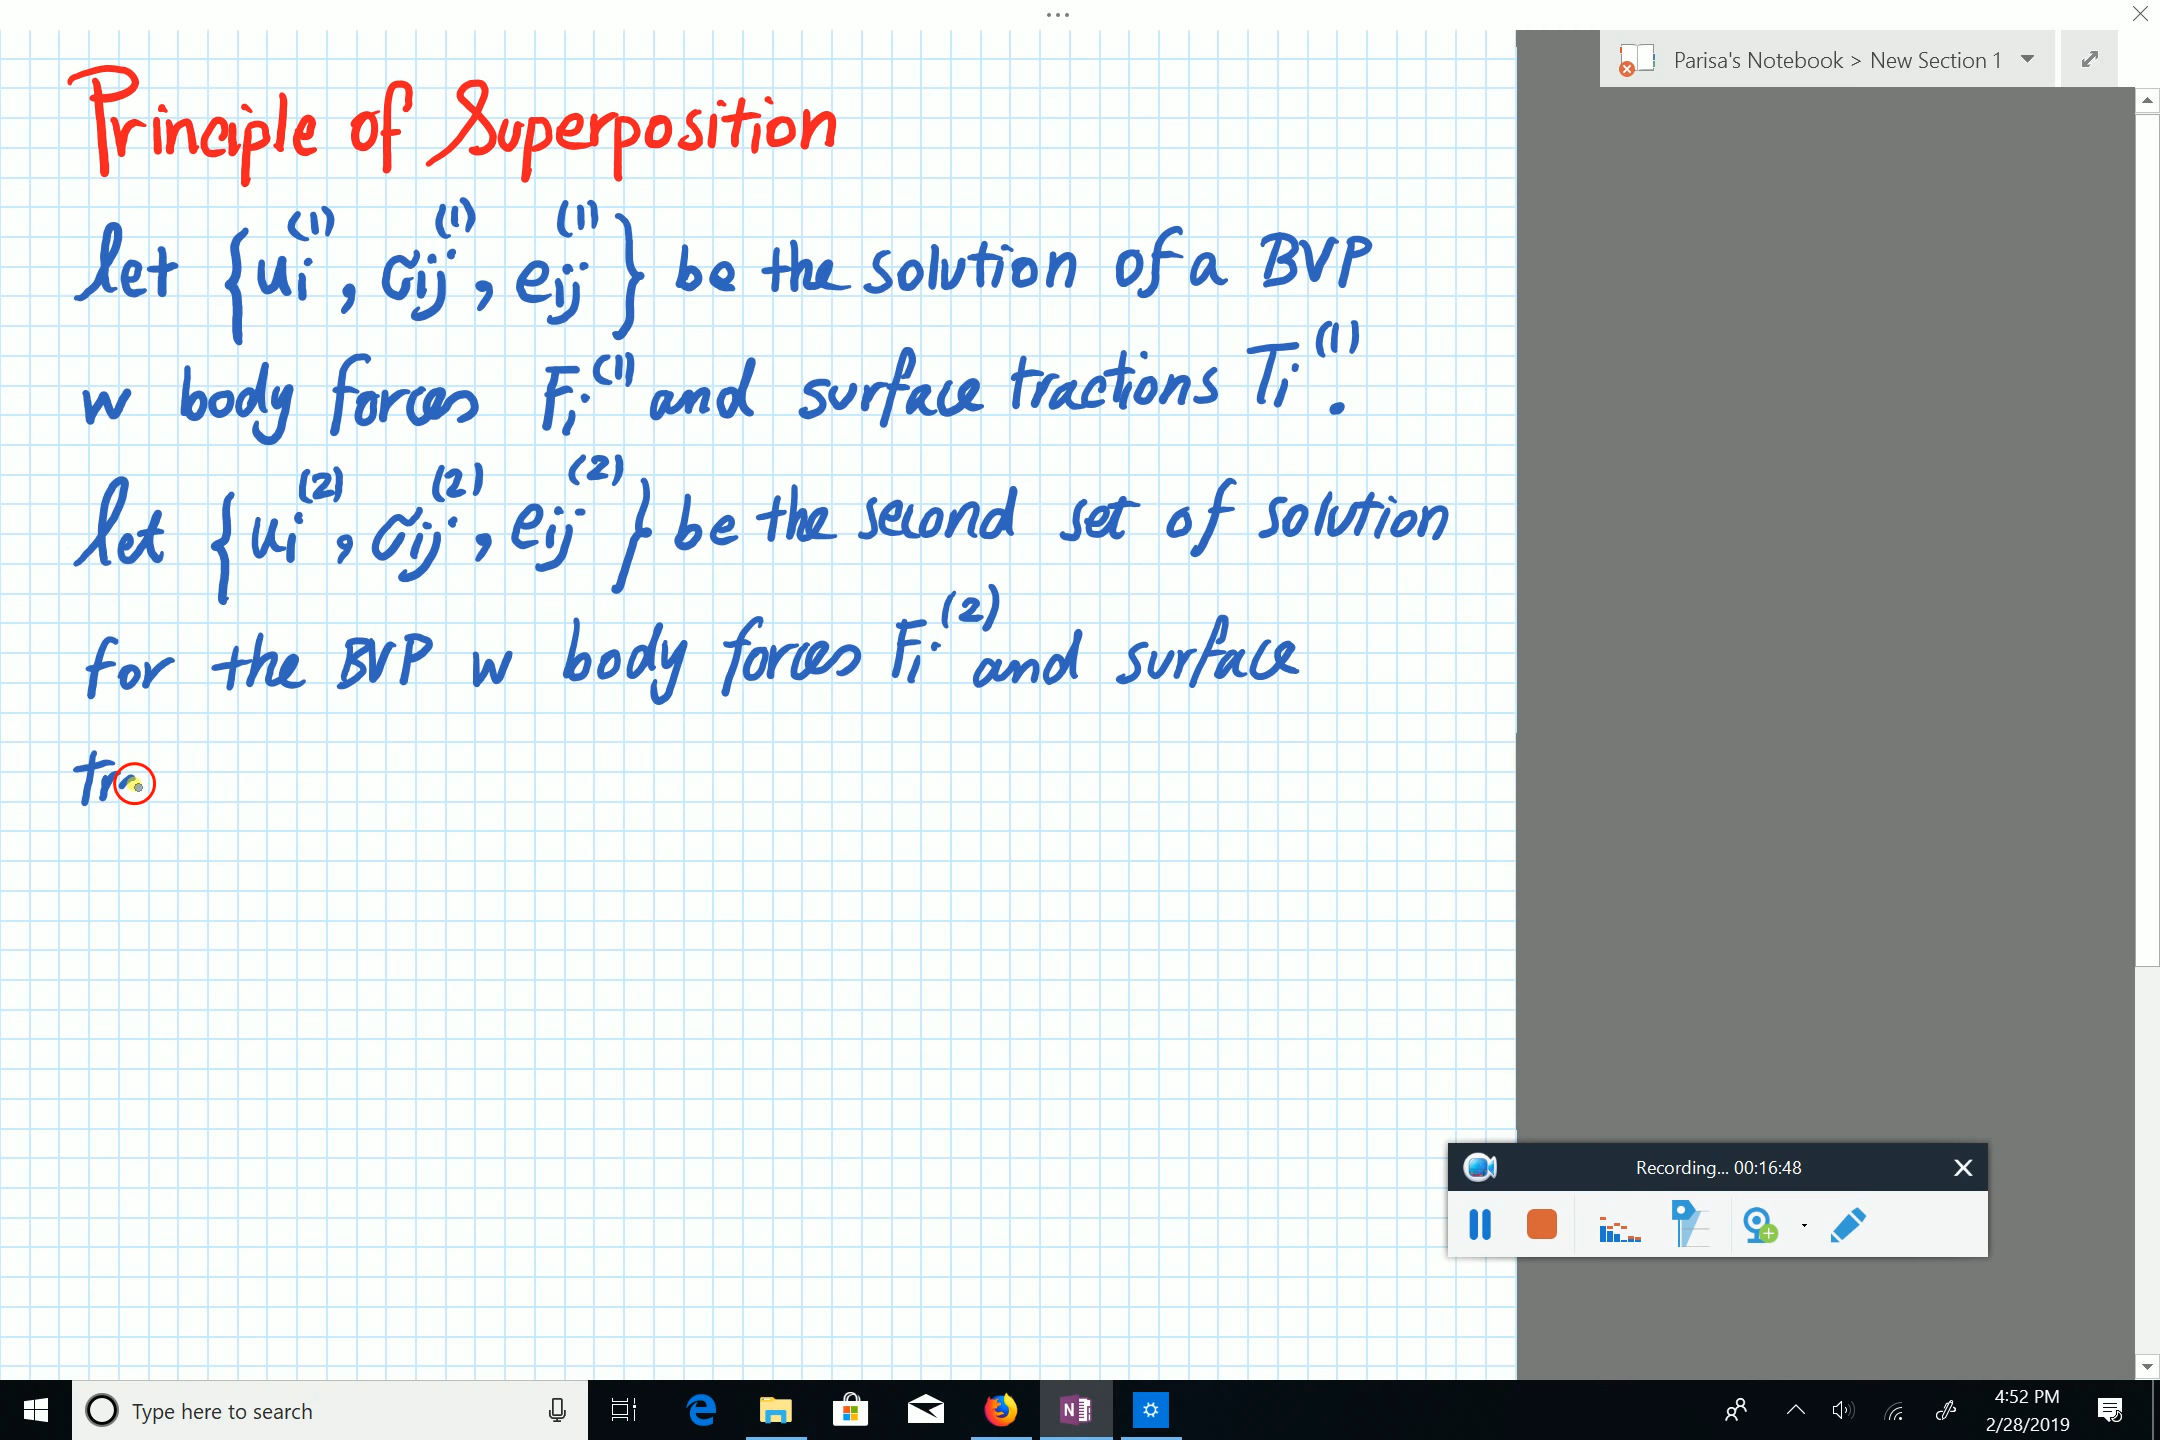 Parisa's Notebook > New Section 1
Principle of Superposition
let {uᵢ⁽¹⁾, σᵢⱼ⁽¹⁾, eᵢⱼ⁽¹⁾} be the solution of a BVP
w body forces Fᵢ⁽¹⁾ and surface tractions Tᵢ⁽¹⁾.
let {uᵢ⁽²⁾, σᵢⱼ⁽²⁾, eᵢⱼ⁽²⁾} be the second set of solution
for the BVP w body forces Fᵢ⁽²⁾ and surface
tr
Recording... 00:16:48
Type here to search
4:52 PM
2/28/2019